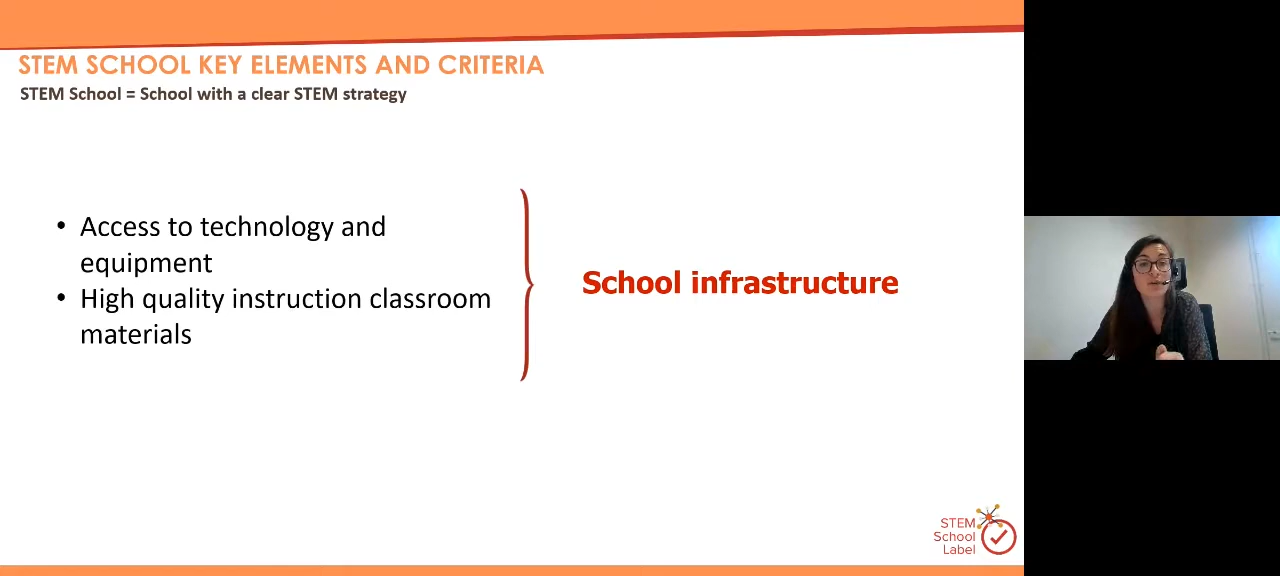 STEM SCHOOL KEY ELEMENTS AND CRITERIA
STEM School = School with a clear STEM strategy
• Access to technology and
equipment
• High quality instruction classroom
materials
School infrastructure
STEM
School
Label